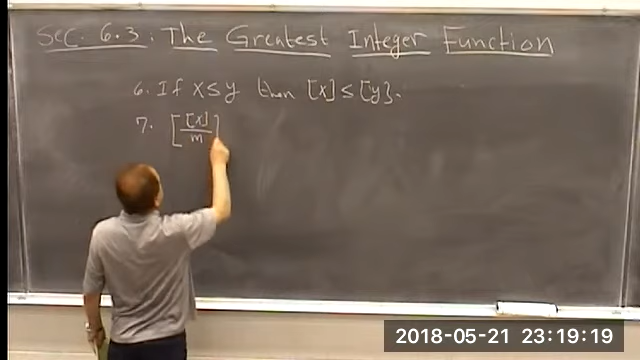 Sec. 6.3: The Greatest Integer Function
6. If x ≤ y then [x] ≤ [y].
7. [[x]/m]
2018-05-21 23:19:19